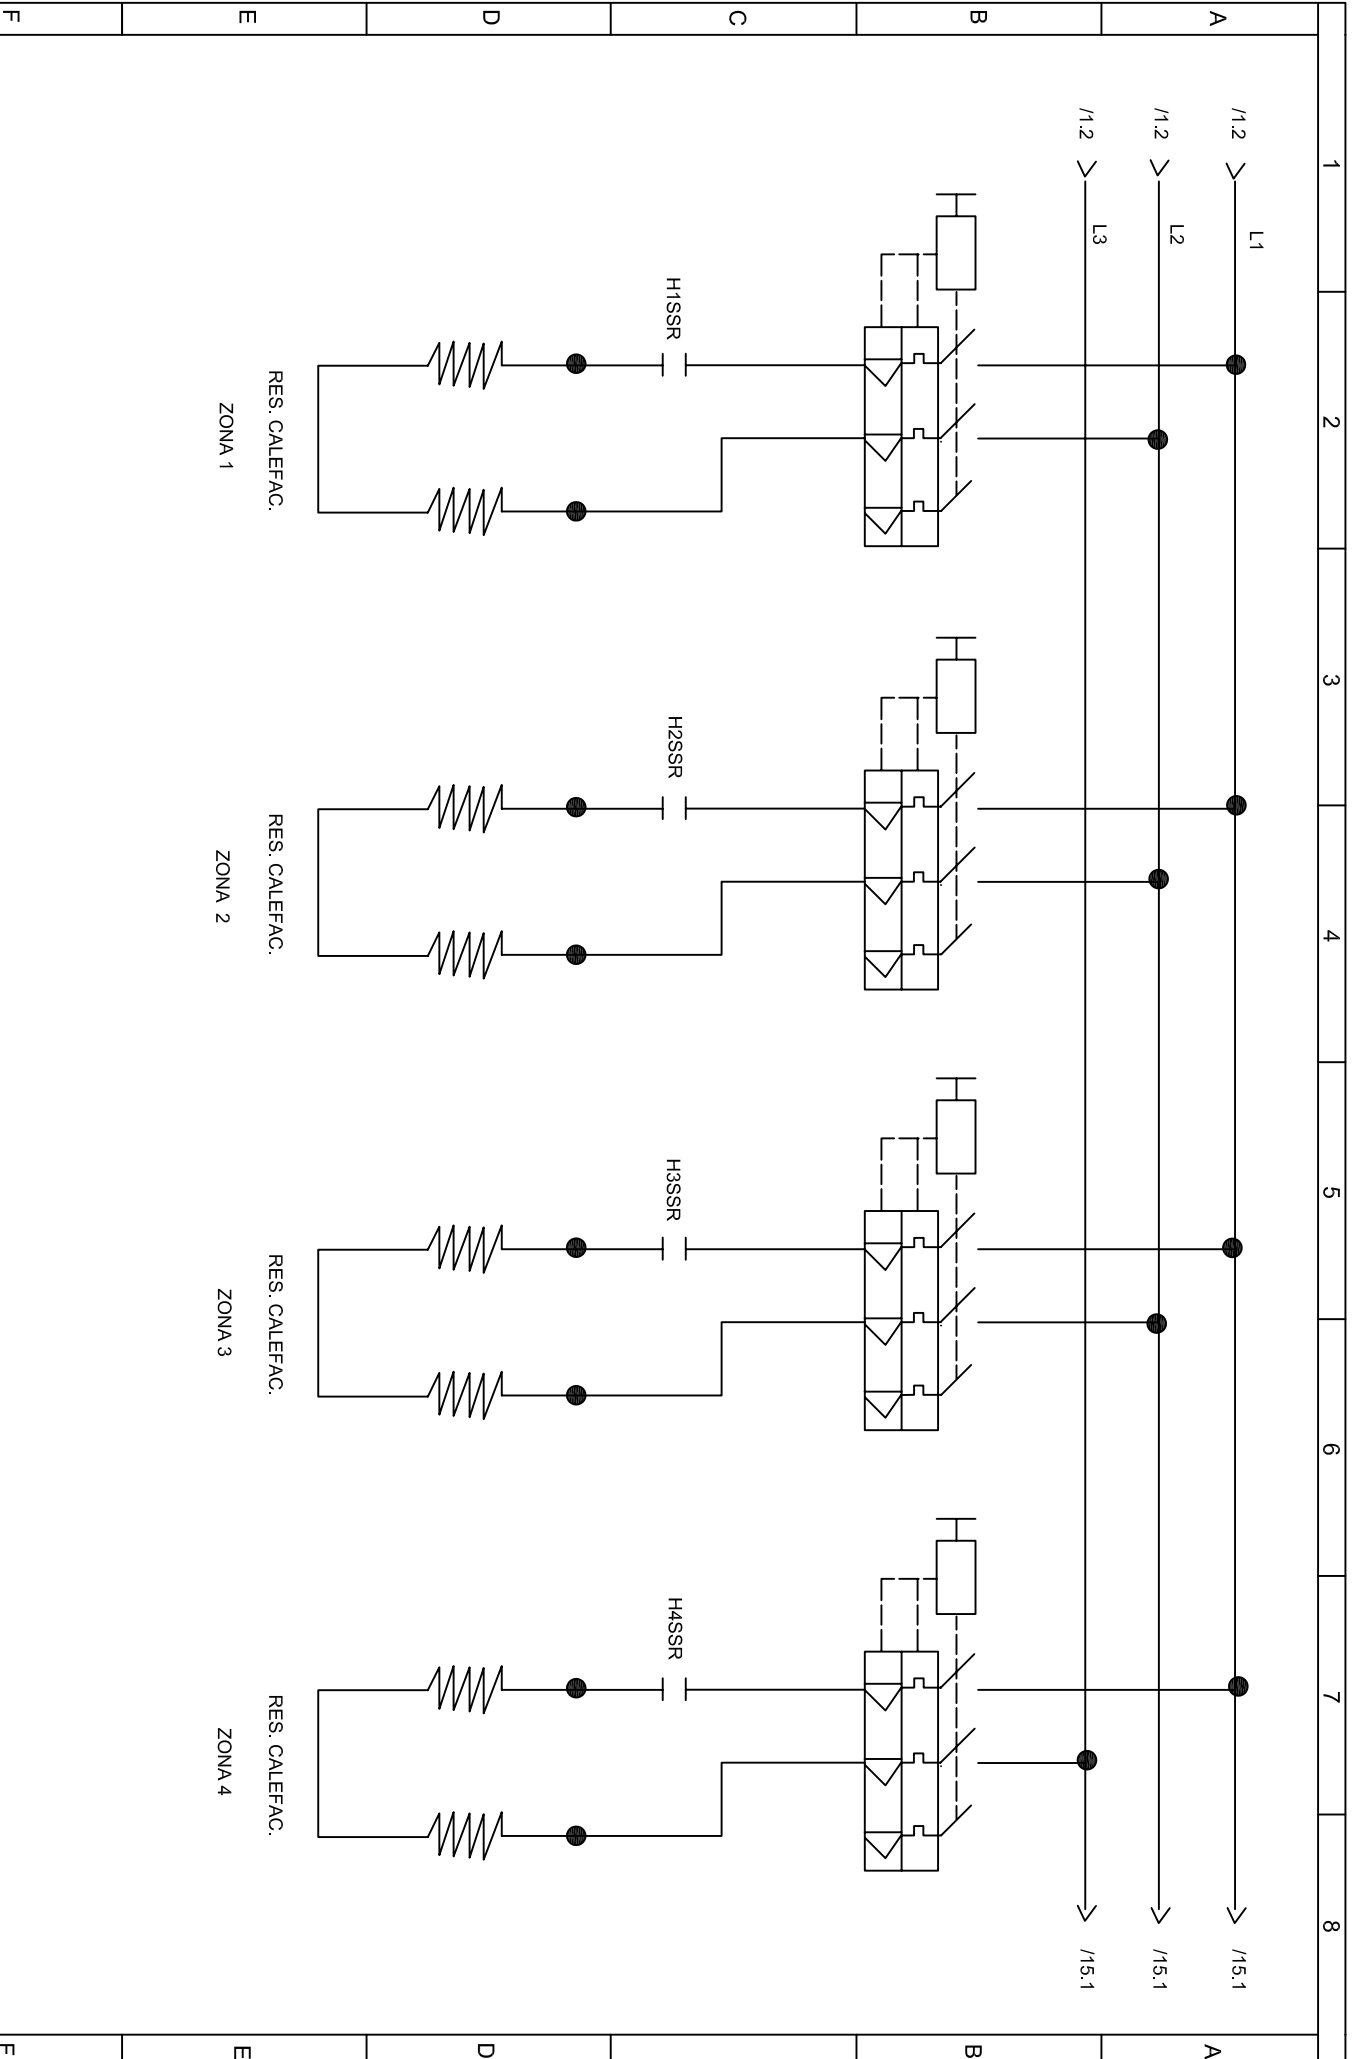 1 2 3 4 5 6 7 8
A A
/1.2 L1 /15.1
/1.2 L2 /15.1
/1.2 L3 /15.1
B B
C
H1SSR H2SSR H3SSR H4SSR
D D
RES. CALEFAC. RES. CALEFAC. RES. CALEFAC. RES. CALEFAC.
ZONA 1 ZONA 2 ZONA 3 ZONA 4
E E
F F